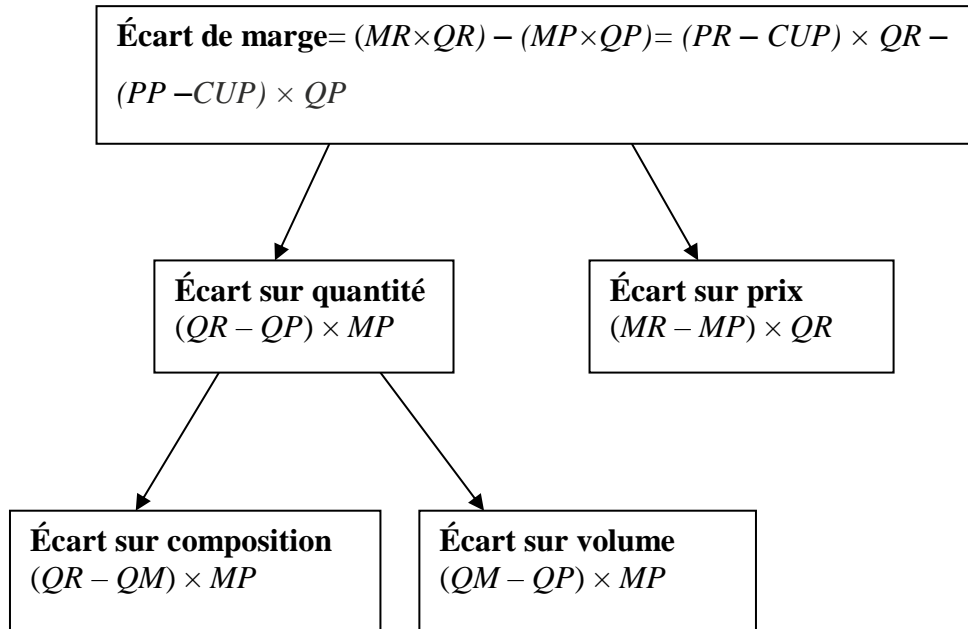 Écart de marge= (MR×QR) – (MP×QP)= (PR – CUP) × QR –
(PP –CUP) × QP
Écart sur quantité
(QR – QP) × MP
Écart sur prix
(MR – MP) × QR
Écart sur composition
(QR – QM) × MP
Écart sur volume
(QM – QP) × MP